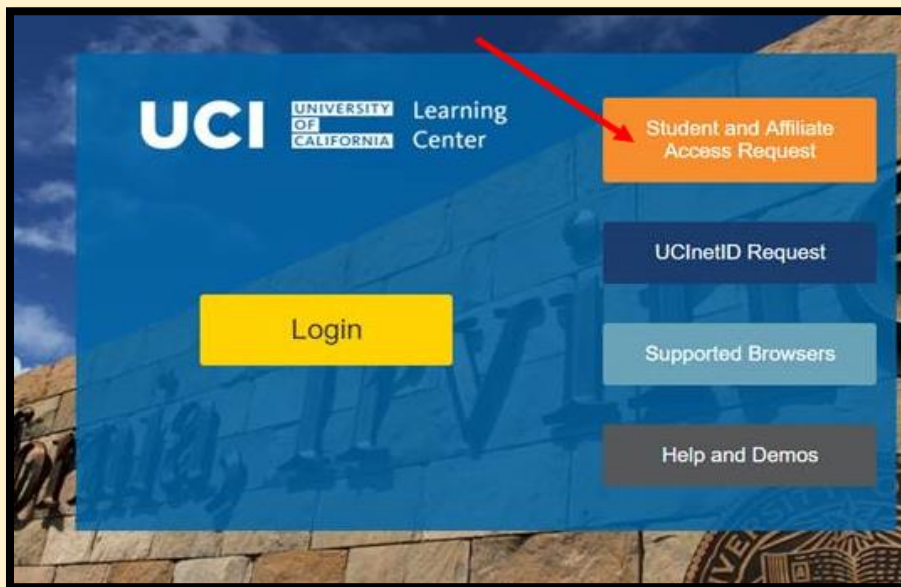 UCI
UNIVERSITY
OF
CALIFORNIA
Learning
Center
Student and Affiliate
Access Request
UCInetID Request
Login
Supported Browsers
Help and Demos